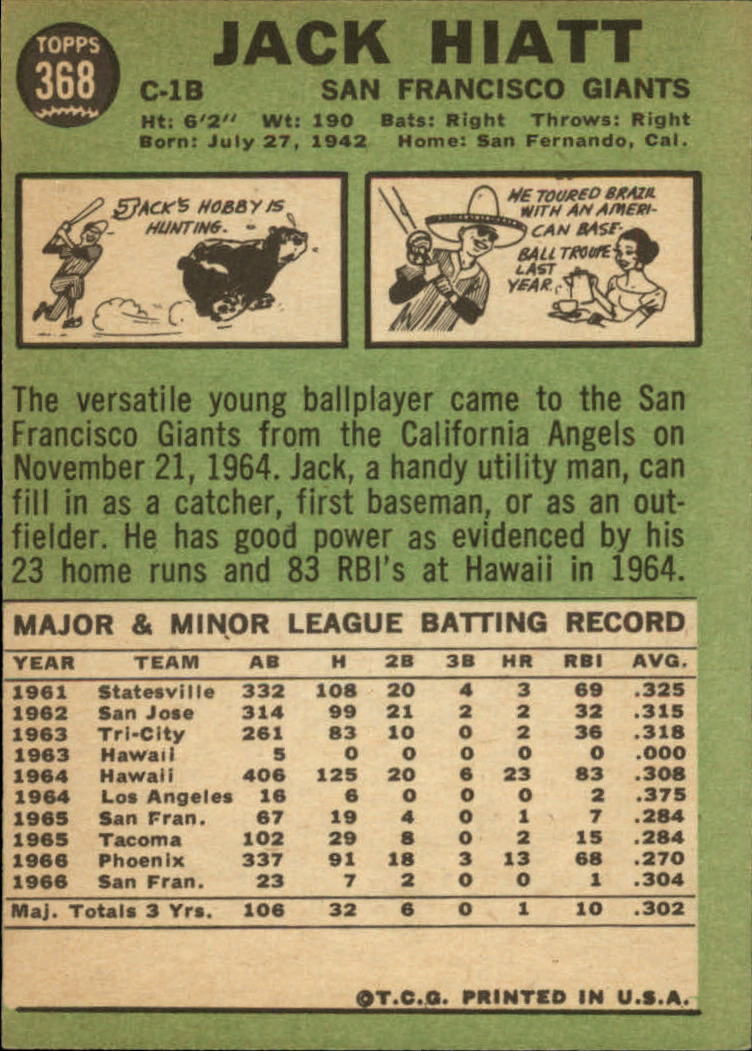 TOPPS
368
JACK HIATT
C-1B SAN FRANCISCO GIANTS
Ht: 6'2" Wt: 190 Bats: Right Throws: Right
Born: July 27, 1942 Home: San Fernando, Cal.
JACK'S HOBBY IS
HUNTING.
HE TOURED BRAZIL
WITH AN AMERI-
CAN BASE-
BALL TROUPE
LAST
YEAR.
The versatile young ballplayer came to the San
Francisco Giants from the California Angels on
November 21, 1964. Jack, a handy utility man, can
fill in as a catcher, first baseman, or as an out-
fielder. He has good power as evidenced by his
23 home runs and 83 RBI's at Hawaii in 1964.
MAJOR & MINOR LEAGUE BATTING RECORD
YEAR TEAM AB H 2B 3B HR RBI AVG.
1961 Statesville 332 108 20 4 3 69 .325
1962 San Jose 314 99 21 2 2 32 .315
1963 Tri-City 261 83 10 0 2 36 .318
1963 Hawaii 5 0 0 0 0 0 .000
1964 Hawaii 406 125 20 6 23 83 .308
1964 Los Angeles 16 6 0 0 0 2 .375
1965 San Fran. 67 19 4 0 1 7 .284
1965 Tacoma 102 29 8 0 2 15 .284
1966 Phoenix 337 91 18 3 13 68 .270
1966 San Fran. 23 7 2 0 0 1 .304
Maj. Totals 3 Yrs. 106 32 6 0 1 10 .302
©T.C.G. PRINTED IN U.S.A.